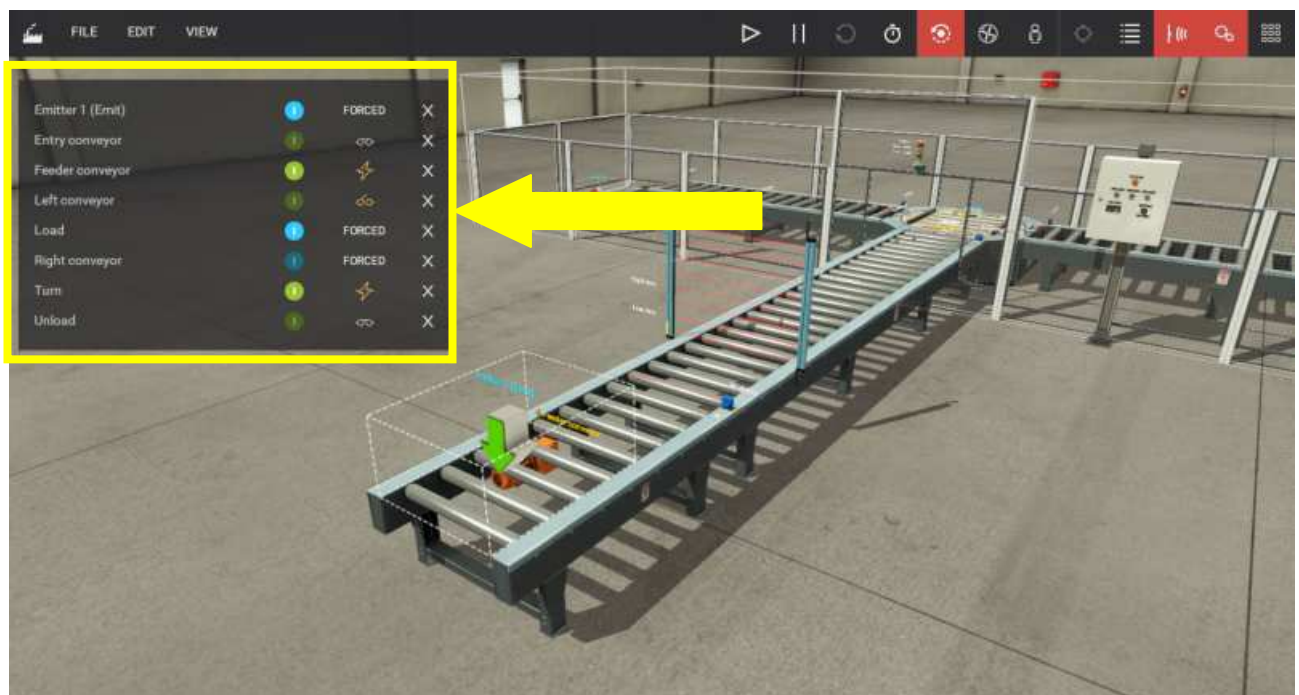 FILE EDIT VIEW
Emitter 1 (Emit) FORCED X
Entry conveyor X
Feeder conveyor X
Left conveyor X
Load FORCED X
Right conveyor FORCED X
Turn X
Unload X